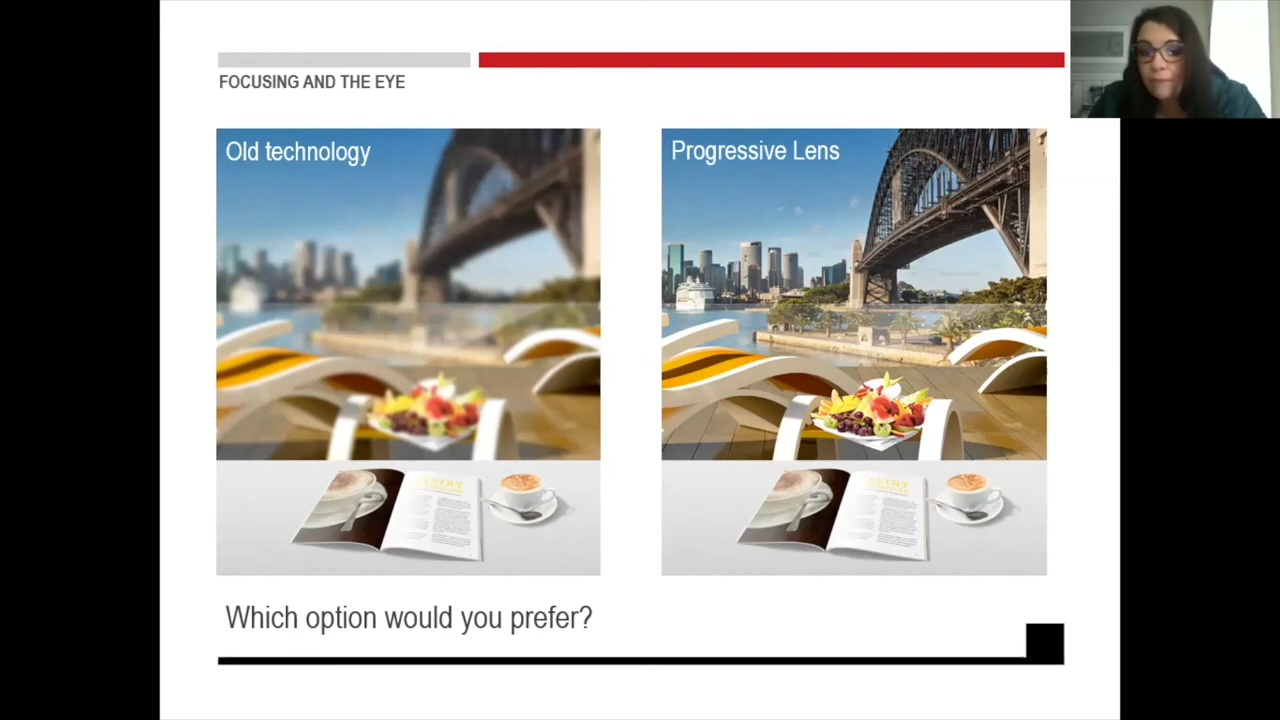 FOCUSING AND THE EYE
Old technology
Progressive Lens
Which option would you prefer?